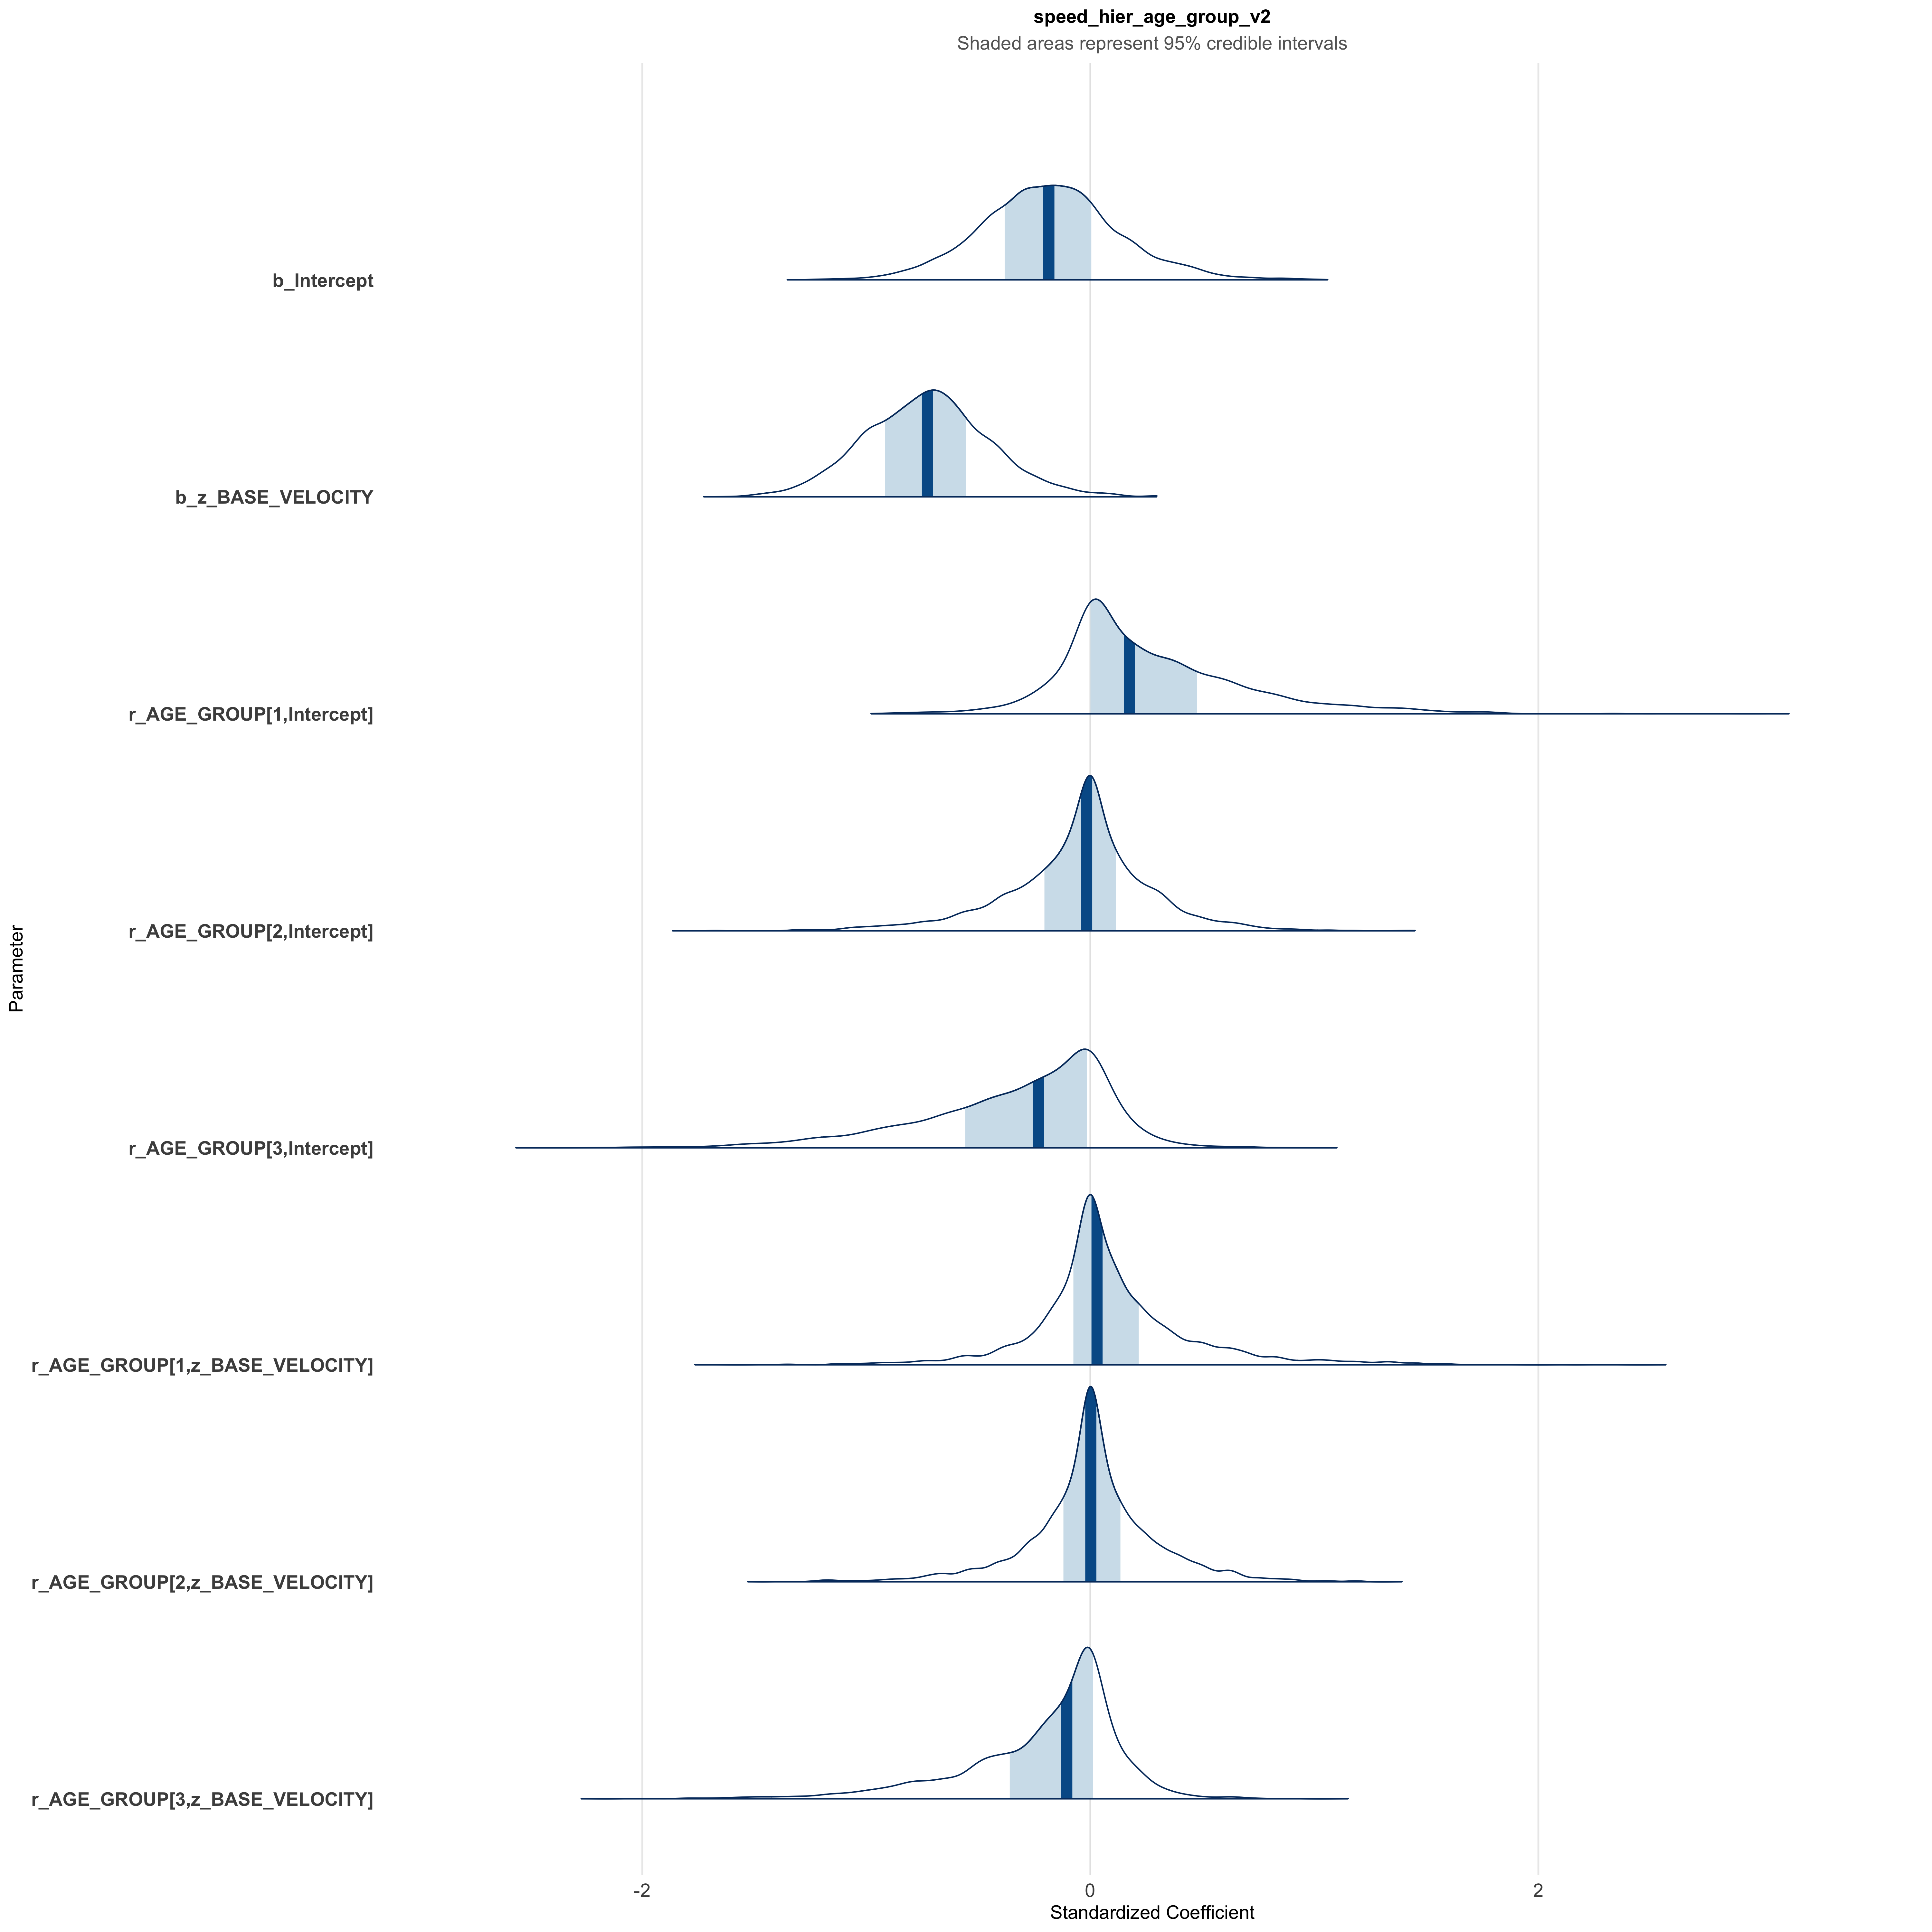 speed_hier_age_group_v2
Shaded areas represent 95% credible intervals
b_Intercept
b_z_BASE_VELOCITY
r_AGE_GROUP[1,Intercept]
r_AGE_GROUP[2,Intercept]
r_AGE_GROUP[3,Intercept]
r_AGE_GROUP[1,z_BASE_VELOCITY]
r_AGE_GROUP[2,z_BASE_VELOCITY]
r_AGE_GROUP[3,z_BASE_VELOCITY]
Parameter
-2 0 2
Standardized Coefficient